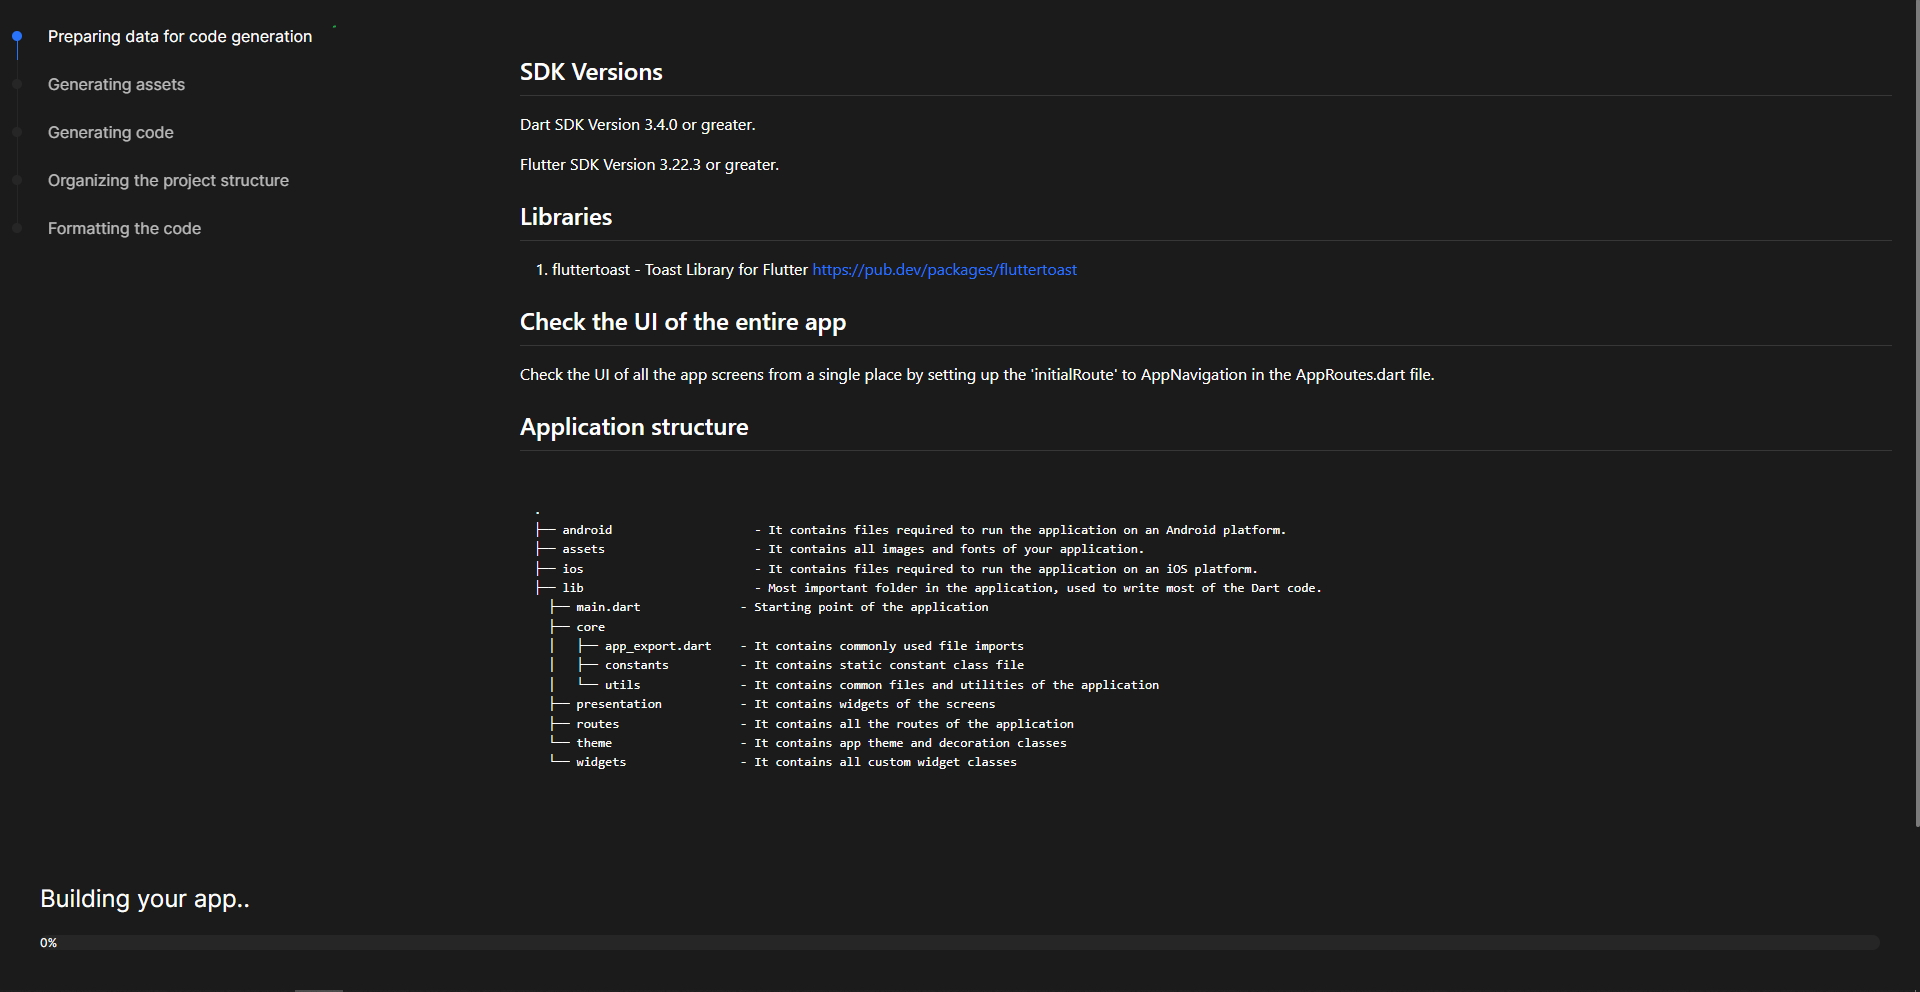 Preparing data for code generation
Generating assets
Generating code
Organizing the project structure
Formatting the code
SDK Versions
Dart SDK Version 3.4.0 or greater.
Flutter SDK Version 3.22.3 or greater.
Libraries
1. fluttertoast - Toast Library for Flutter https://pub.dev/packages/fluttertoast
Check the UI of the entire app
Check the UI of all the app screens from a single place by setting up the 'initialRoute' to AppNavigation in the AppRoutes.dart file.
Application structure
.
├── android - It contains files required to run the application on an Android platform.
├── assets - It contains all images and fonts of your application.
├── ios - It contains files required to run the application on an iOS platform.
├── lib - Most important folder in the application, used to write most of the Dart code.
├── main.dart - Starting point of the application
├── core
│ ├── app_export.dart - It contains commonly used file imports
│ ├── constants - It contains static constant class file
│ └── utils - It contains common files and utilities of the application
├── presentation - It contains widgets of the screens
├── routes - It contains all the routes of the application
└── theme - It contains app theme and decoration classes
└── widgets - It contains all custom widget classes
Building your app..
0%